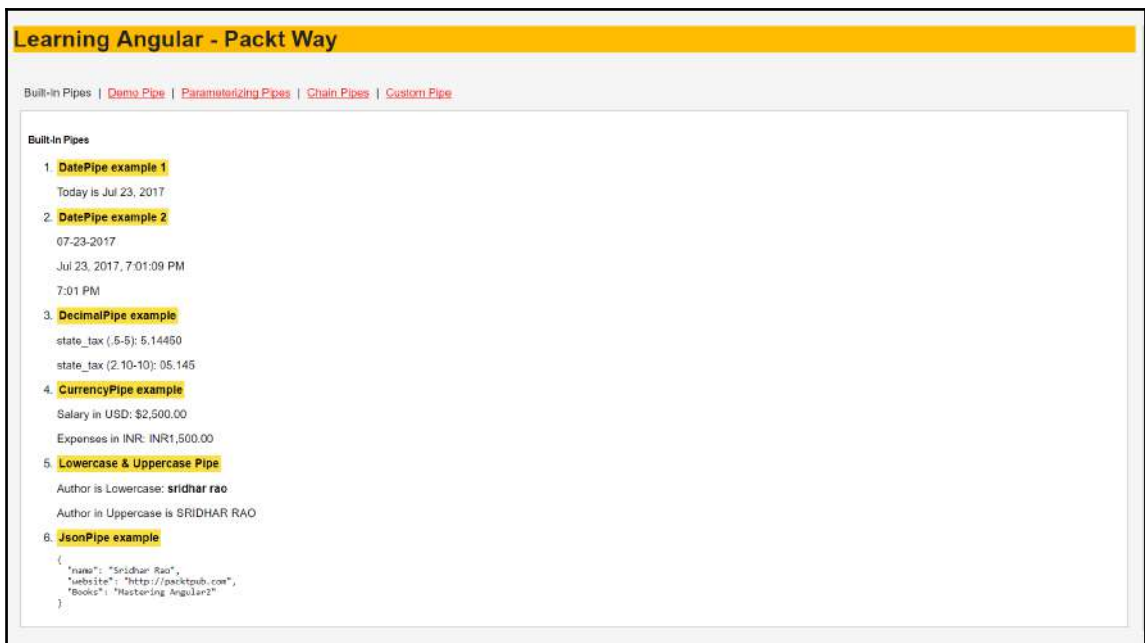 Learning Angular - Packt Way
Built-In Pipes | Demo Pipe | Parameterizing Pipes | Chain Pipes | Custom Pipe
Built-In Pipes
1. DatePipe example 1
Today is Jul 23, 2017
2. DatePipe example 2
07-23-2017
Jul 23, 2017, 7:01:09 PM
7:01 PM
3. DecimalPipe example
state_tax (.5-5): 5.14450
state_tax (2.10-10): 05.145
4. CurrencyPipe example
Salary in USD: $2,500.00
Expenses in INR: INR1,500.00
5. Lowercase & Uppercase Pipe
Author is Lowercase: sridhar rao
Author in Uppercase is SRIDHAR RAO
6. JsonPipe example
{
"name": "Sridhar Rao",
"website": "http://packtpub.com",
"Books": "Mastering Angular2"
}